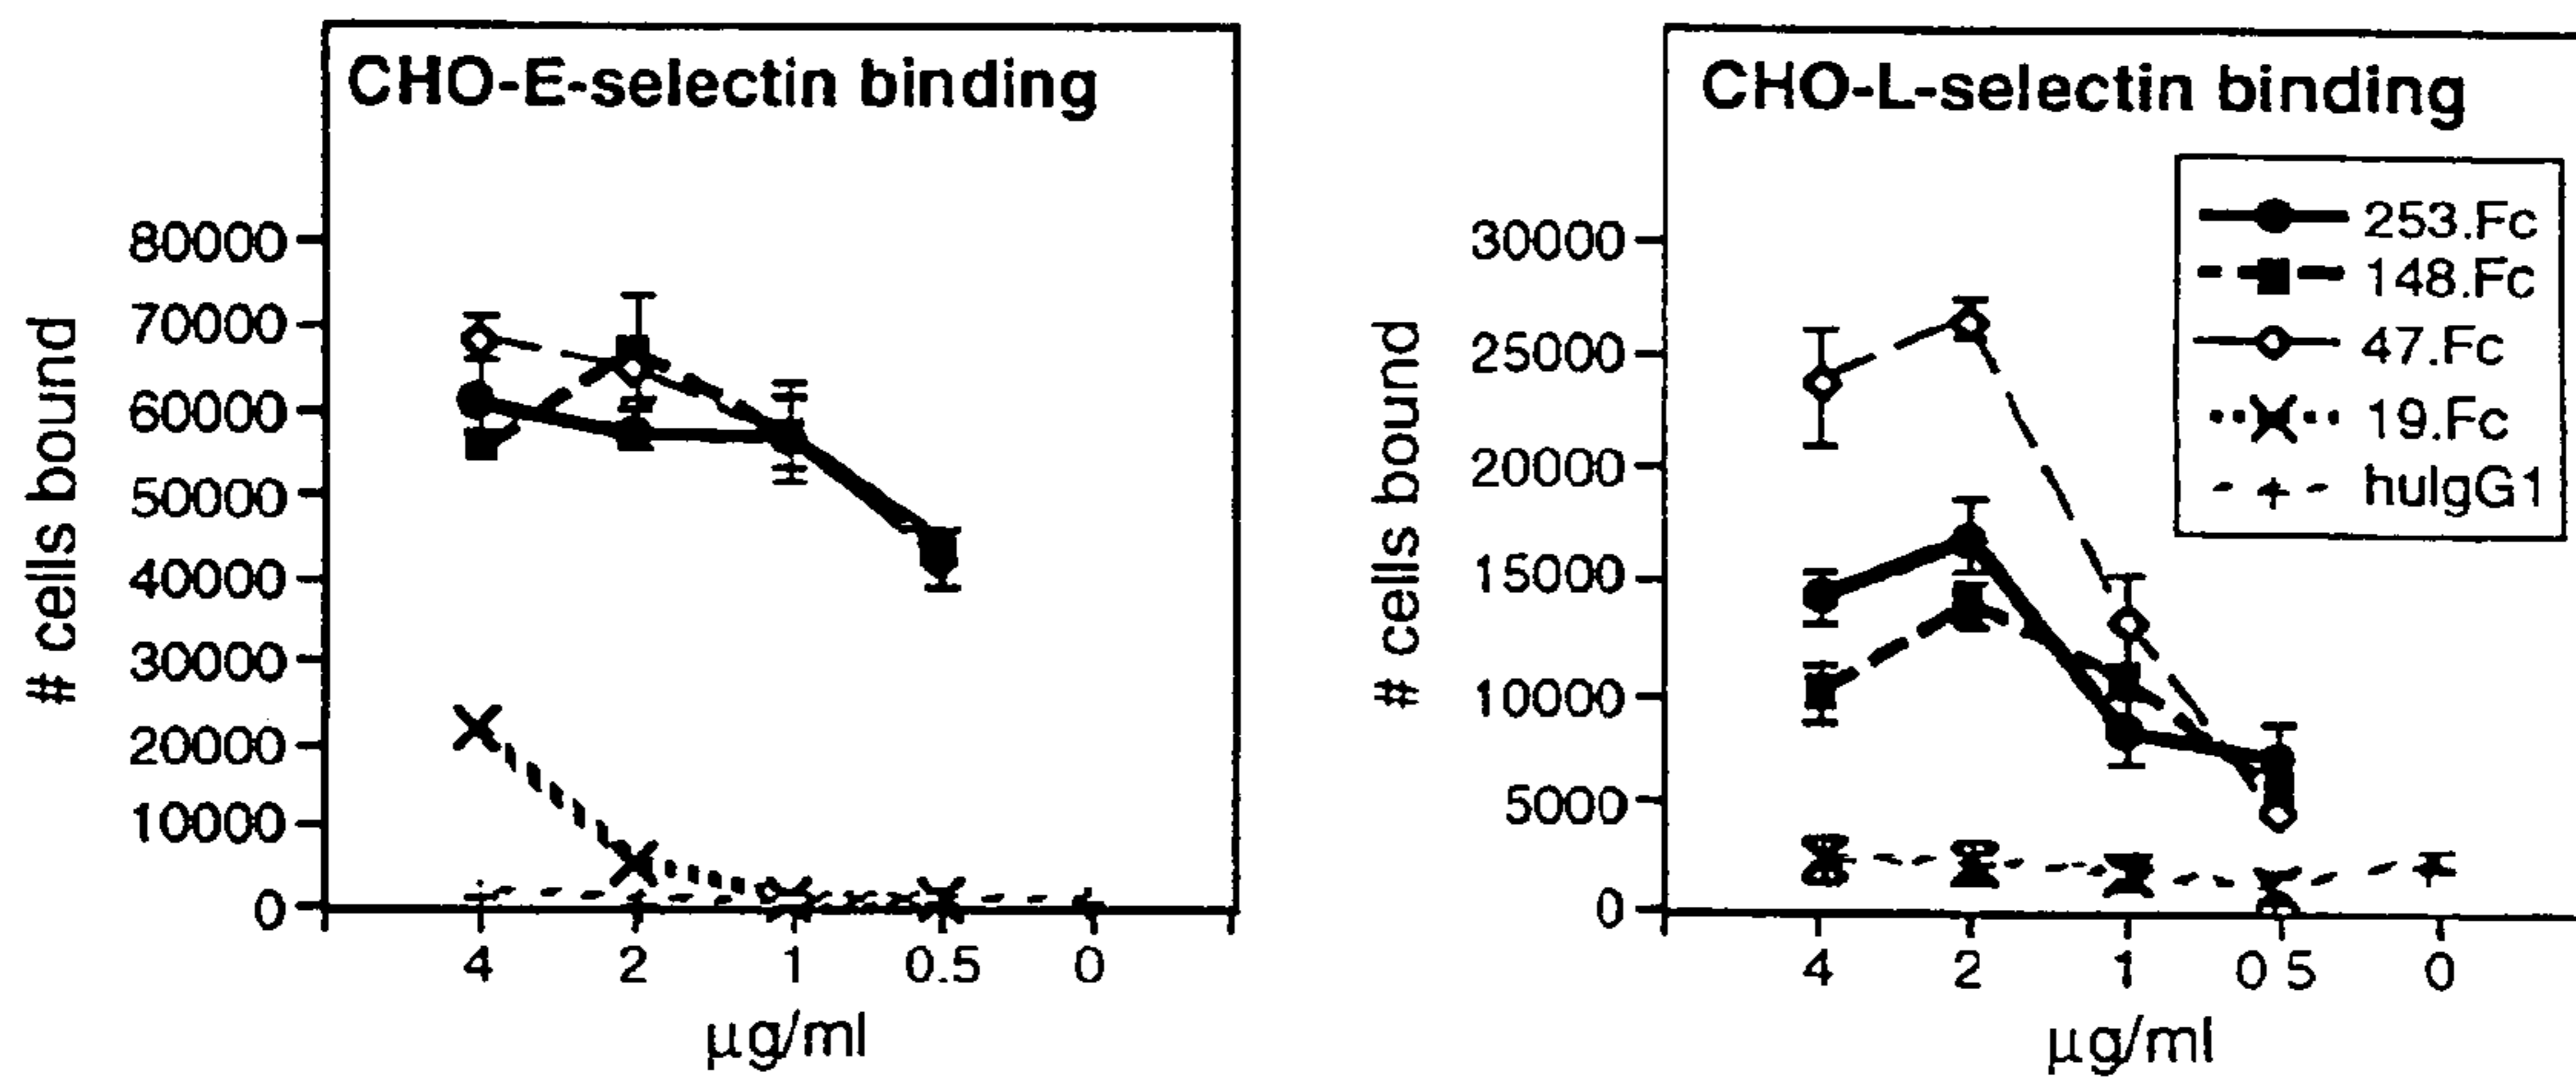 CHO-E-selectin binding
# cells bound
80000
70000
60000
50000
40000
30000
20000
10000
0
4 2 1 0.5 0
µg/ml
CHO-L-selectin binding
# cells bound
30000
25000
20000
15000
10000
5000
0
4 2 1 0 5 0
µg/ml
253.Fc
148.Fc
47.Fc
19.Fc
huIgG1